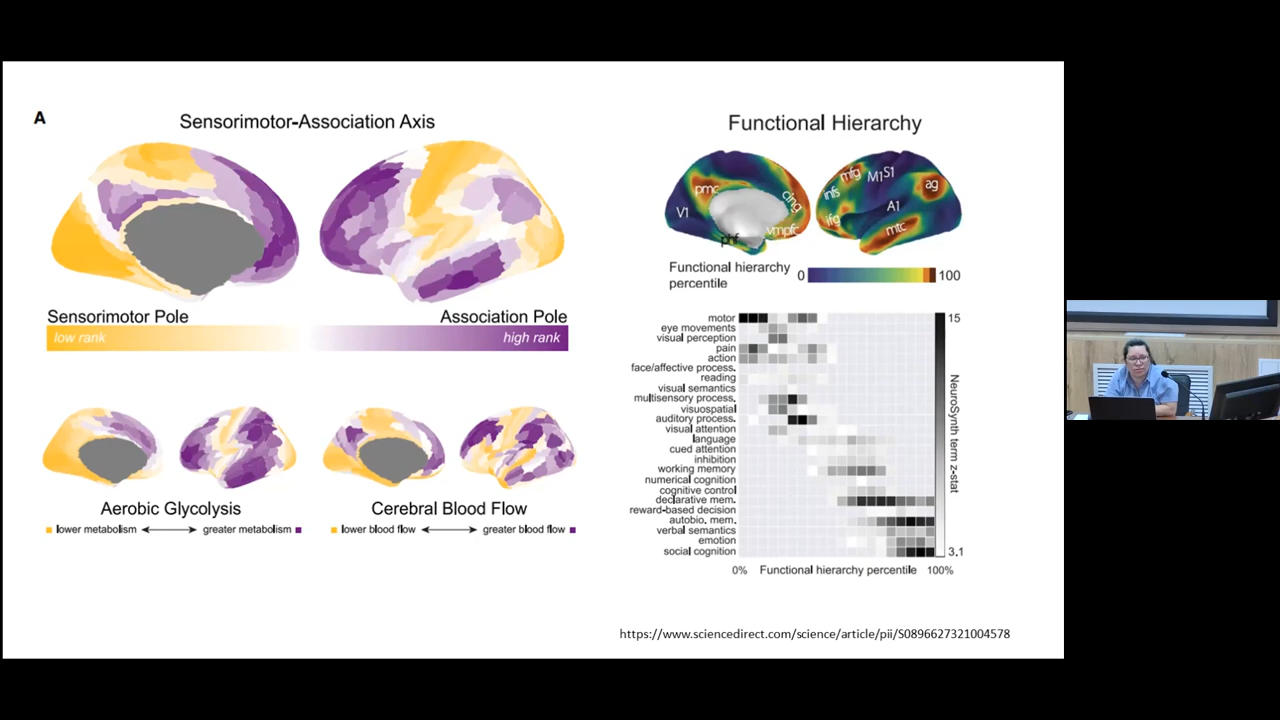 A
Sensorimotor-Association Axis
Sensorimotor Pole
Association Pole
low rank
high rank
Aerobic Glycolysis
lower metabolism
greater metabolism
Cerebral Blood Flow
lower blood flow
greater blood flow
Functional Hierarchy
pmc
cing
V1
vmpfc
phf
mfg
M1
S1
infs
ag
A1
ifg
mtc
Functional hierarchy
percentile
0
100
motor
eye movements
visual perception
pain
action
face/affective process.
reading
visual semantics
multisensory process.
visuospatial
auditory process.
visual attention
language
cued attention
inhibition
working memory
numerical cognition
cognitive control
declarative mem.
reward-based decision
autobio. mem.
verbal semantics
emotion
social cognition
15
NeuroSynth term z-stat
3.1
0%
Functional hierarchy percentile
100%
https://www.sciencedirect.com/science/article/pii/S0896627321004578